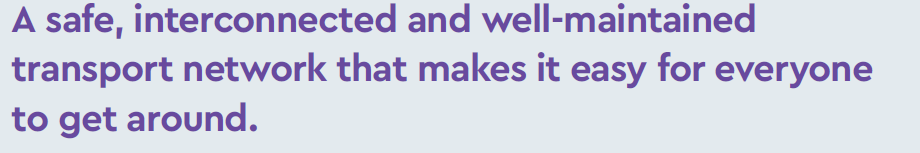 A safe, interconnected and well-maintained
transport network that makes it easy for everyone
to get around.